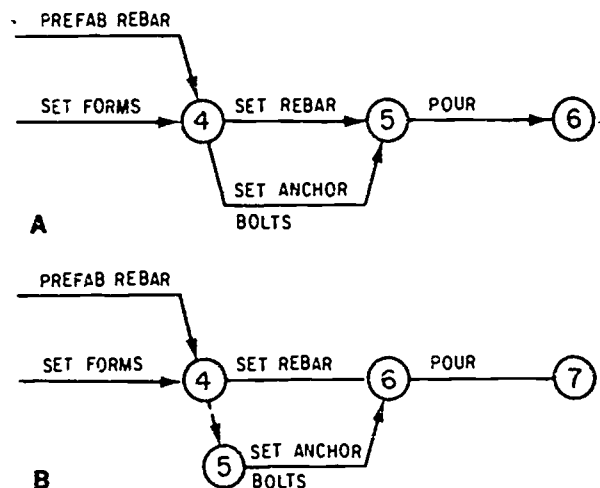 PREFAB REBAR
SET FORMS
4
SET REBAR
5
POUR
6
SET ANCHOR
BOLTS
A
PREFAB REBAR
SET FORMS
4
SET REBAR
6
POUR
7
5
SET ANCHOR
BOLTS
B